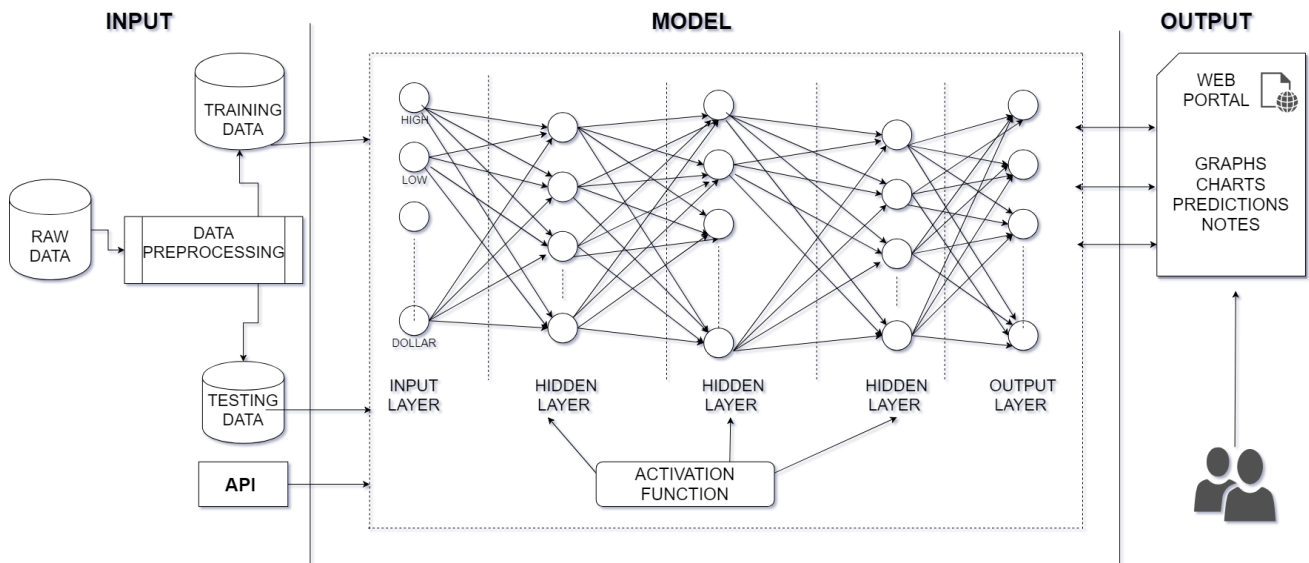 INPUT
MODEL
OUTPUT
TRAINING
DATA
RAW
DATA
DATA
PREPROCESSING
TESTING
DATA
API
HIGH
LOW
DOLLAR
INPUT
LAYER
HIDDEN
LAYER
HIDDEN
LAYER
HIDDEN
LAYER
OUTPUT
LAYER
ACTIVATION
FUNCTION
WEB
PORTAL
GRAPHS
CHARTS
PREDICTIONS
NOTES